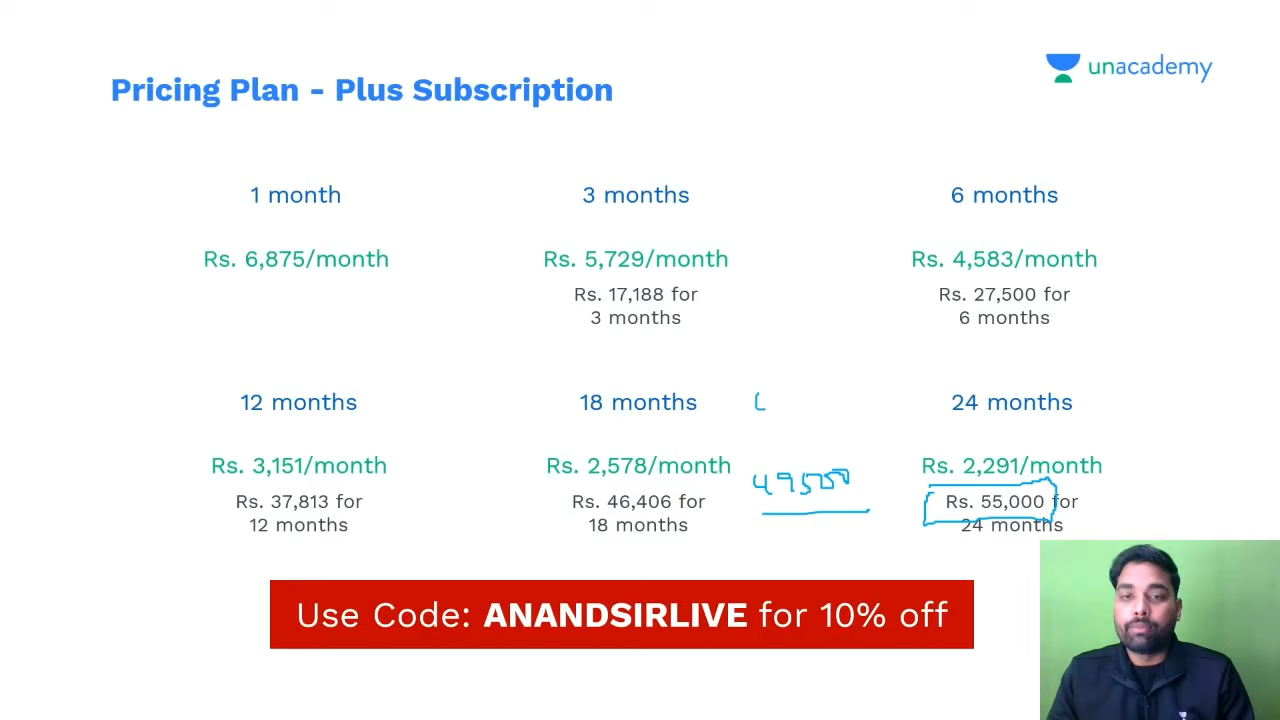 Pricing Plan - Plus Subscription
unacademy
1 month
3 months
6 months
Rs. 6,875/month
Rs. 5,729/month
Rs. 4,583/month
Rs. 17,188 for
3 months
Rs. 27,500 for
6 months
12 months
18 months
24 months
Rs. 3,151/month
Rs. 2,578/month
Rs. 2,291/month
Rs. 37,813 for
12 months
Rs. 46,406 for
18 months
49500
Rs. 55,000 for
24 months
Use Code: ANANDSIRLIVE for 10% off